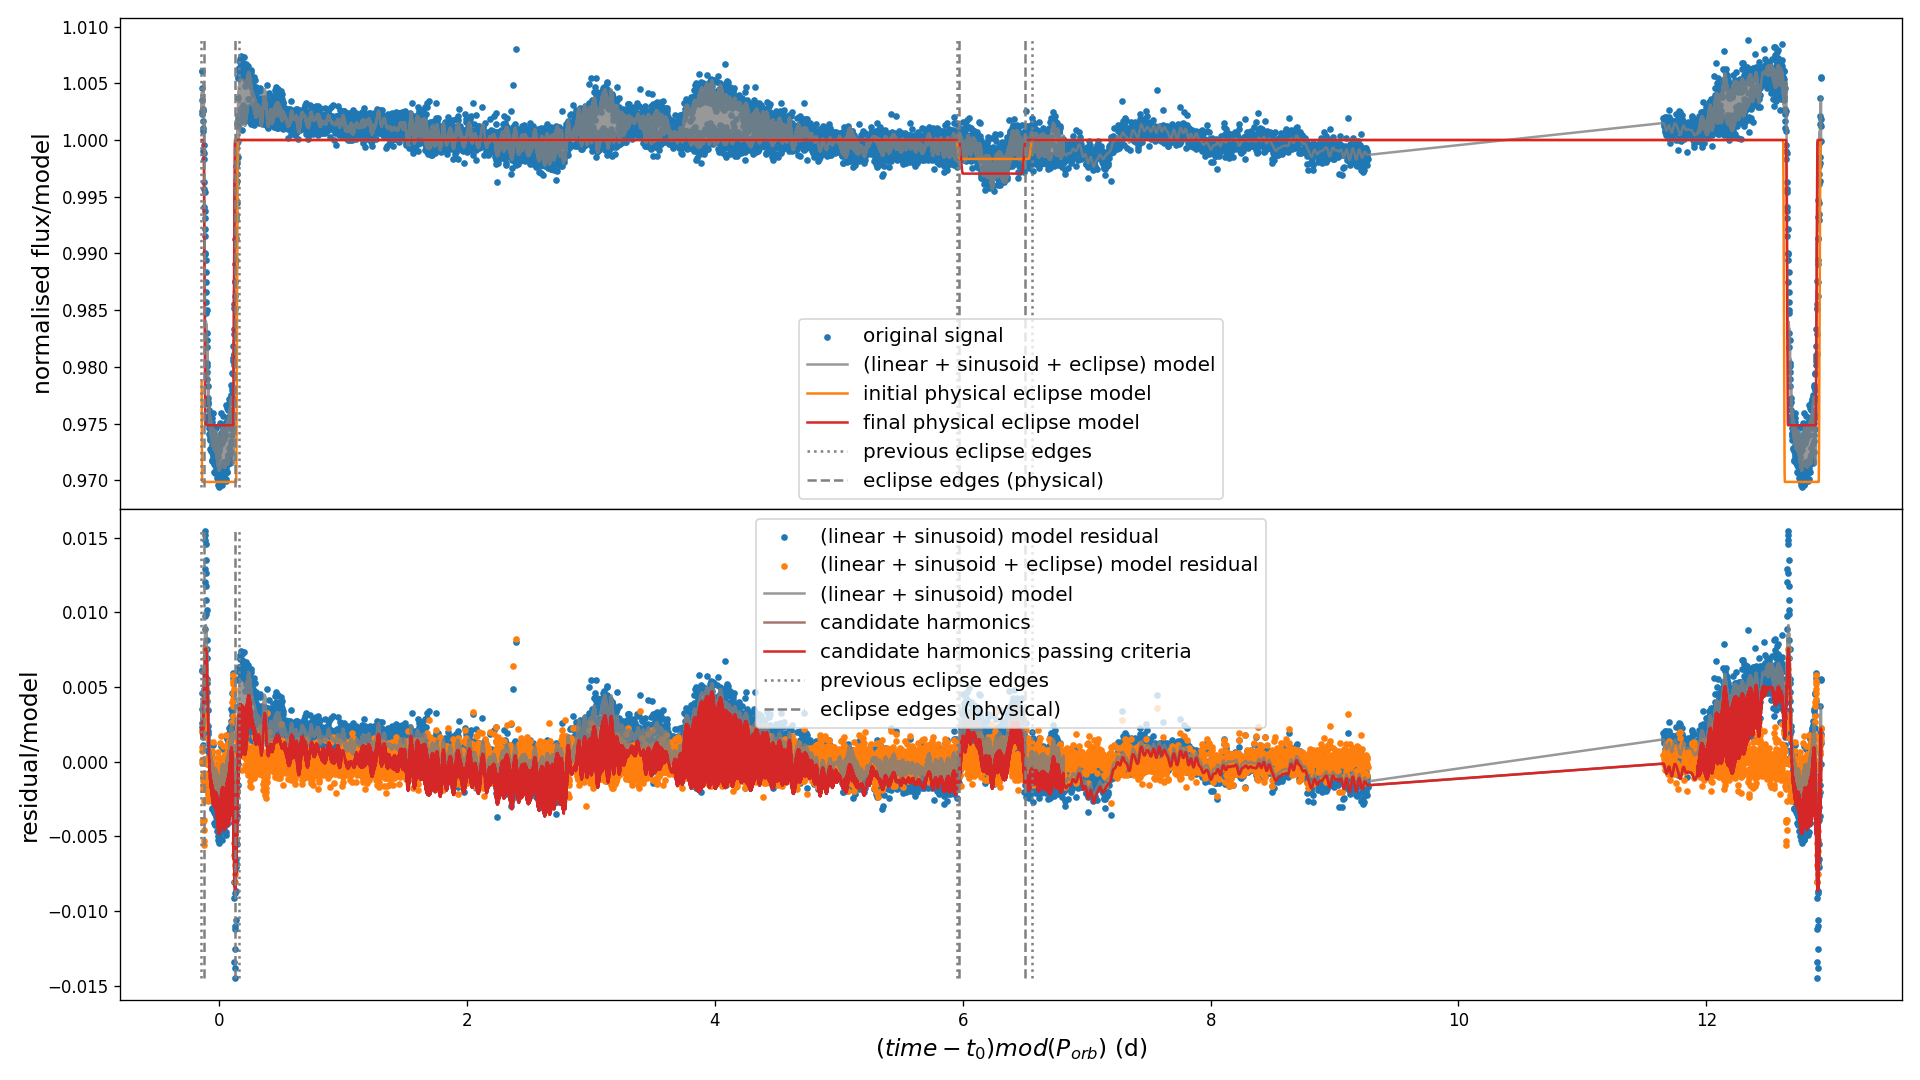 1.010
1.005
1.000
0.995
0.990
0.985
0.980
0.975
0.970
normalised flux/model
original signal
(linear + sinusoid + eclipse) model
initial physical eclipse model
final physical eclipse model
previous eclipse edges
eclipse edges (physical)
0.015
0.010
0.005
0.000
−0.005
−0.010
−0.015
residual/model
(linear + sinusoid) model residual
(linear + sinusoid + eclipse) model residual
(linear + sinusoid) model
candidate harmonics
candidate harmonics passing criteria
previous eclipse edges
eclipse edges (physical)
0 2 4 6 8 10 12
(time − t₀)mod(P_orb) (d)